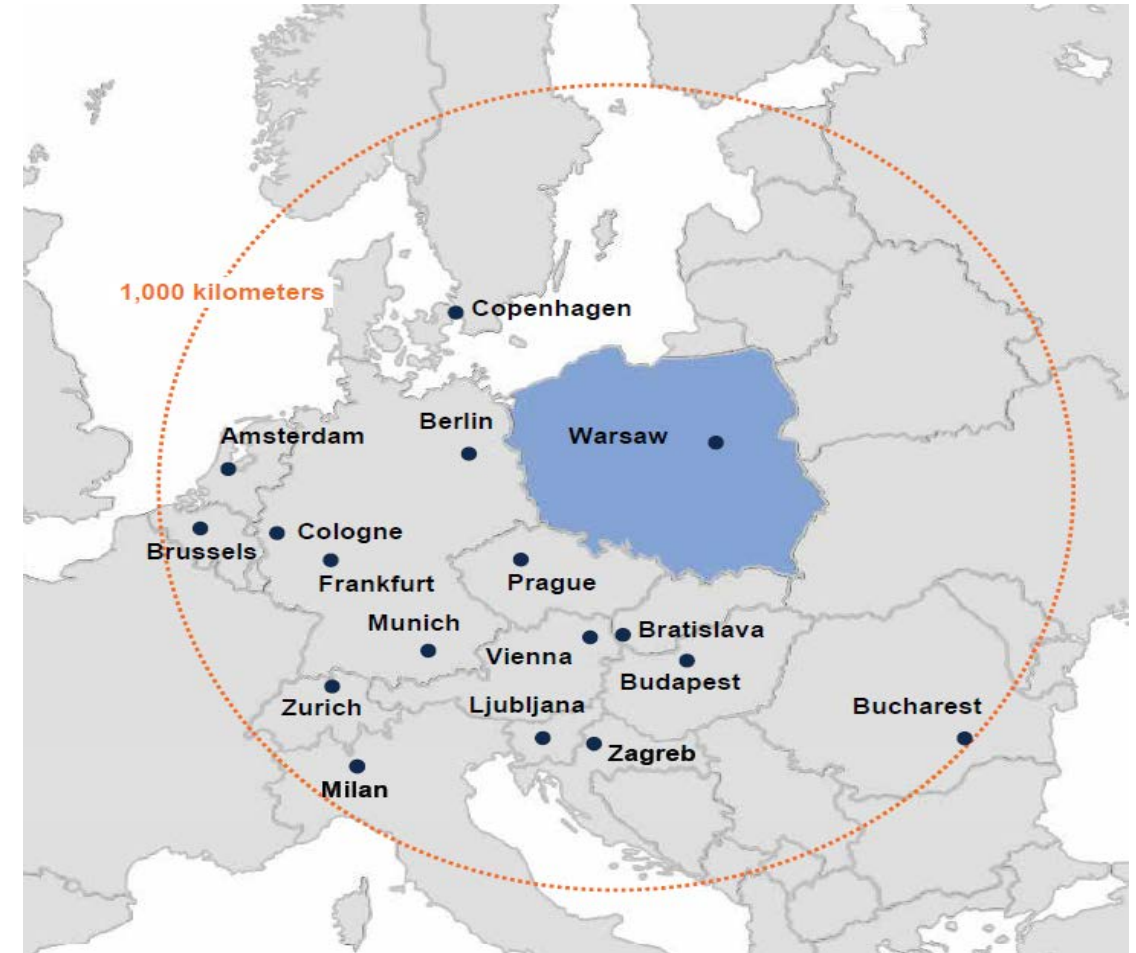 1,000 kilometers
Copenhagen
Berlin
Warsaw
Amsterdam
Cologne
Brussels
Frankfurt
Prague
Munich
Bratislava
Vienna
Budapest
Zurich
Ljubljana
Bucharest
Zagreb
Milan